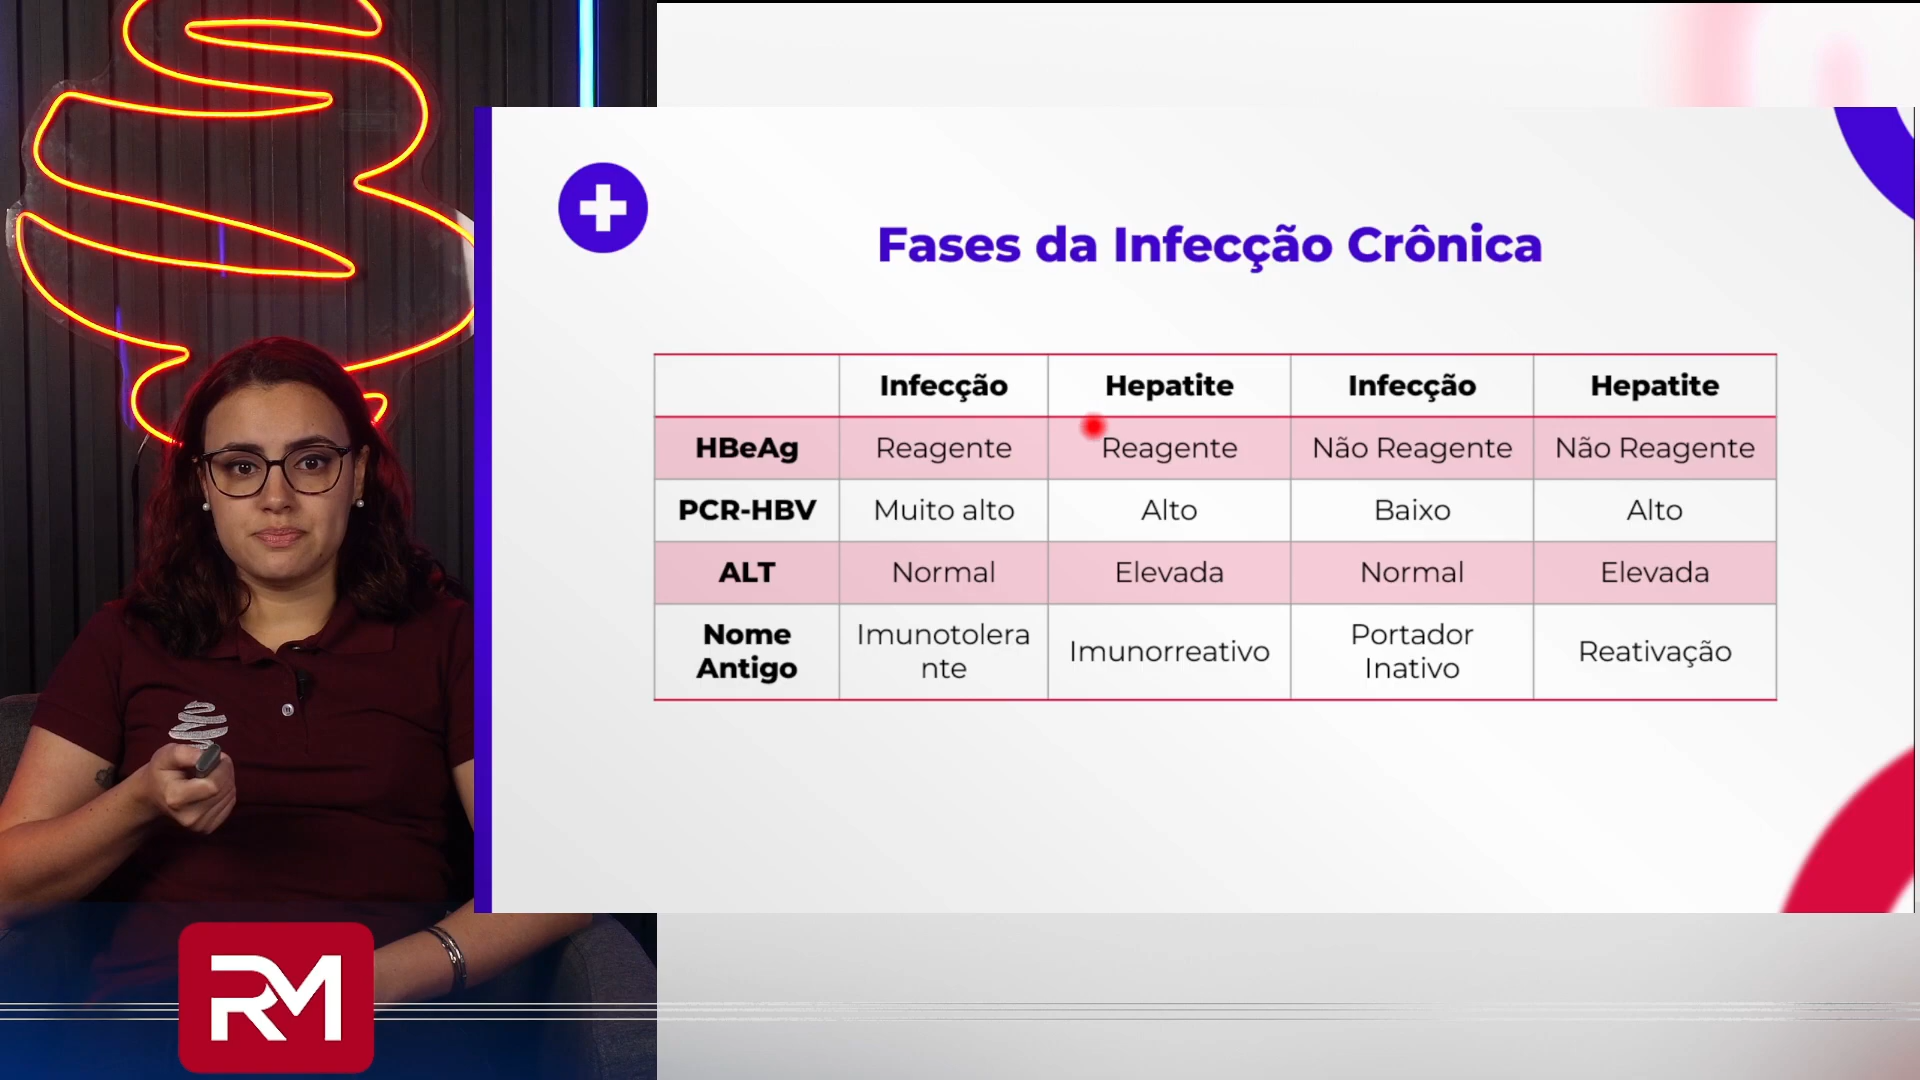 Fases da Infecção Crônica
Infecção Hepatite Infecção Hepatite
HBeAg Reagente Reagente Não Reagente Não Reagente
PCR-HBV Muito alto Alto Baixo Alto
ALT Normal Elevada Normal Elevada
Nome Antigo Imunotolera nte Imunorreativo Portador Inativo Reativação
RM